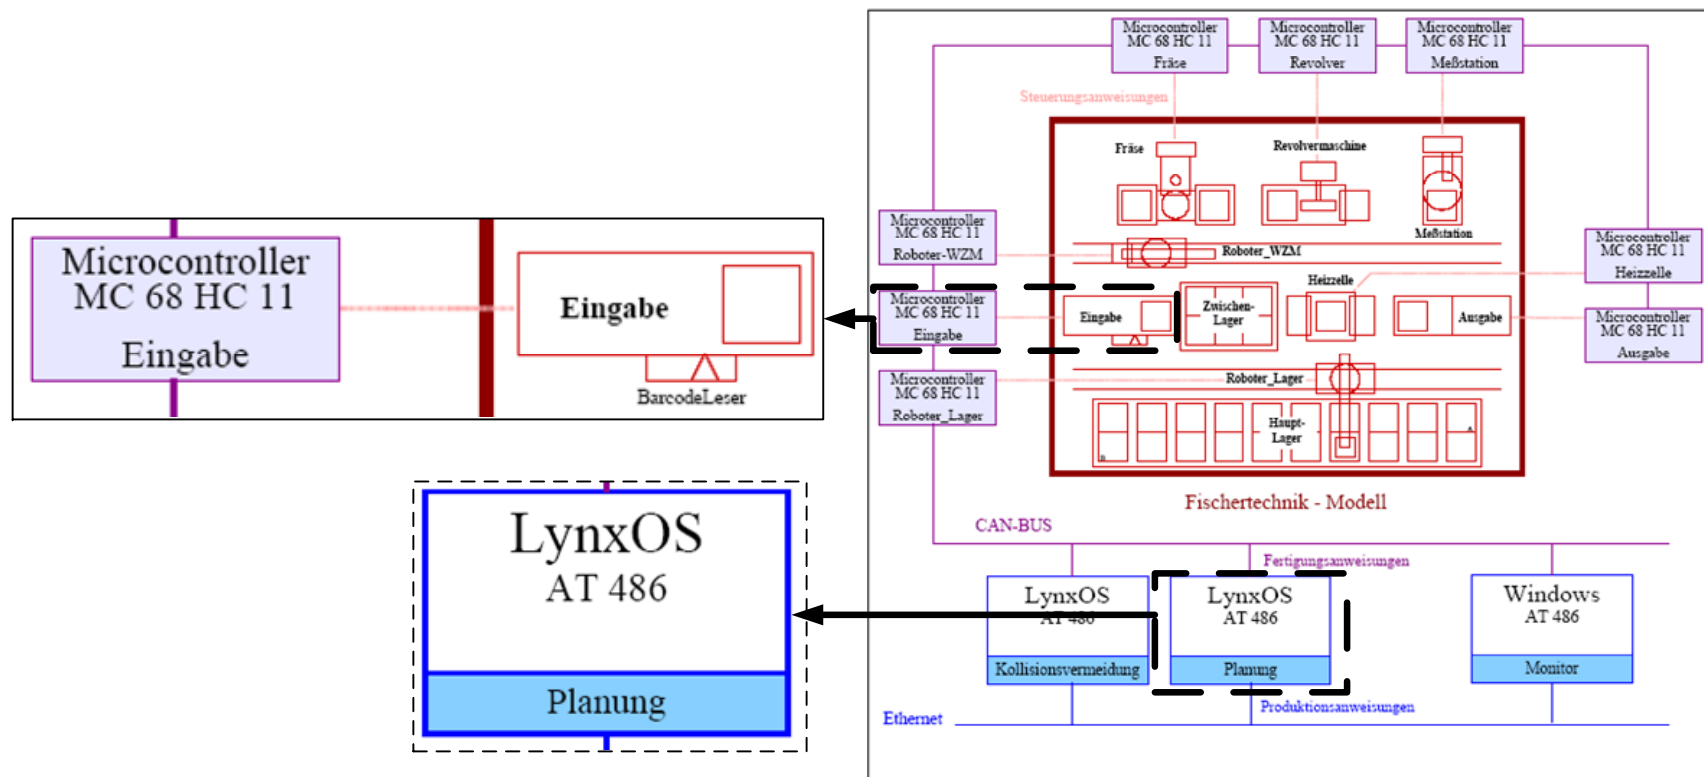 Microcontroller
MC 68 HC 11
Fräse
Microcontroller
MC 68 HC 11
Revolver
Microcontroller
MC 68 HC 11
Meßstation
Steuerungsanweisungen
Fräse
Revolvermaschine
Meßstation
Microcontroller
MC 68 HC 11
Roboter-WZM
Roboter_WZM
Microcontroller
MC 68 HC 11
Heizzelle
Heizzelle
Microcontroller
MC 68 HC 11
Eingabe
Eingabe
Zwischen-
Lager
Ausgabe
Microcontroller
MC 68 HC 11
Ausgabe
Microcontroller
MC 68 HC 11
Roboter_Lager
Roboter_Lager
Haupt-
Lager
A
B
Microcontroller
MC 68 HC 11
Eingabe
Eingabe
BarcodeLeser
Fischertechnik - Modell
CAN-BUS
Fertigungsanweisungen
LynxOS
AT 486
Planung
LynxOS
AT 486
Kollisionsvermeidung
LynxOS
AT 486
Planung
Windows
AT 486
Monitor
Produktionsanweisungen
Ethernet